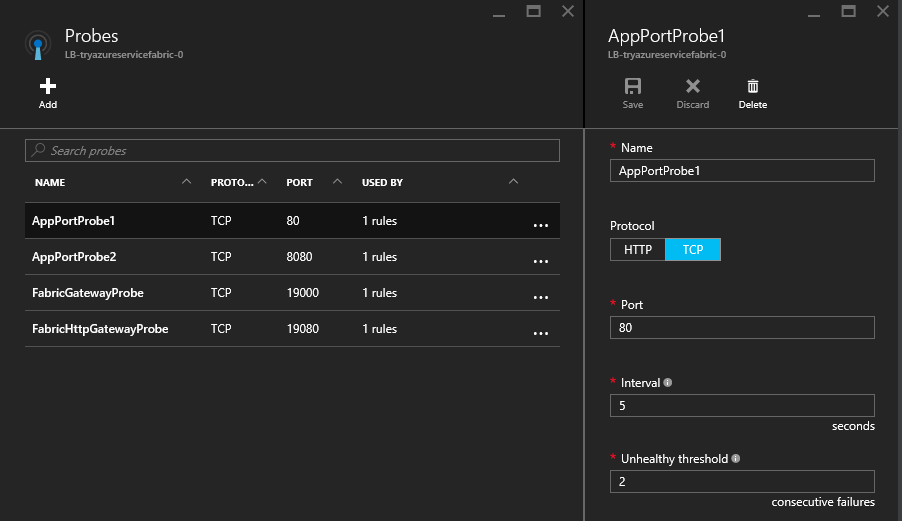 Probes
LB-tryazureservicefabric-0
Add
Search probes
NAME PROTO... PORT USED BY
AppPortProbe1 TCP 80 1 rules ...
AppPortProbe2 TCP 8080 1 rules ...
FabricGatewayProbe TCP 19000 1 rules ...
FabricHttpGatewayProbe TCP 19080 1 rules ...
AppPortProbe1
LB-tryazureservicefabric-0
Save Discard Delete
* Name
AppPortProbe1
Protocol
HTTP TCP
* Port
80
* Interval
5
seconds
* Unhealthy threshold
2
consecutive failures